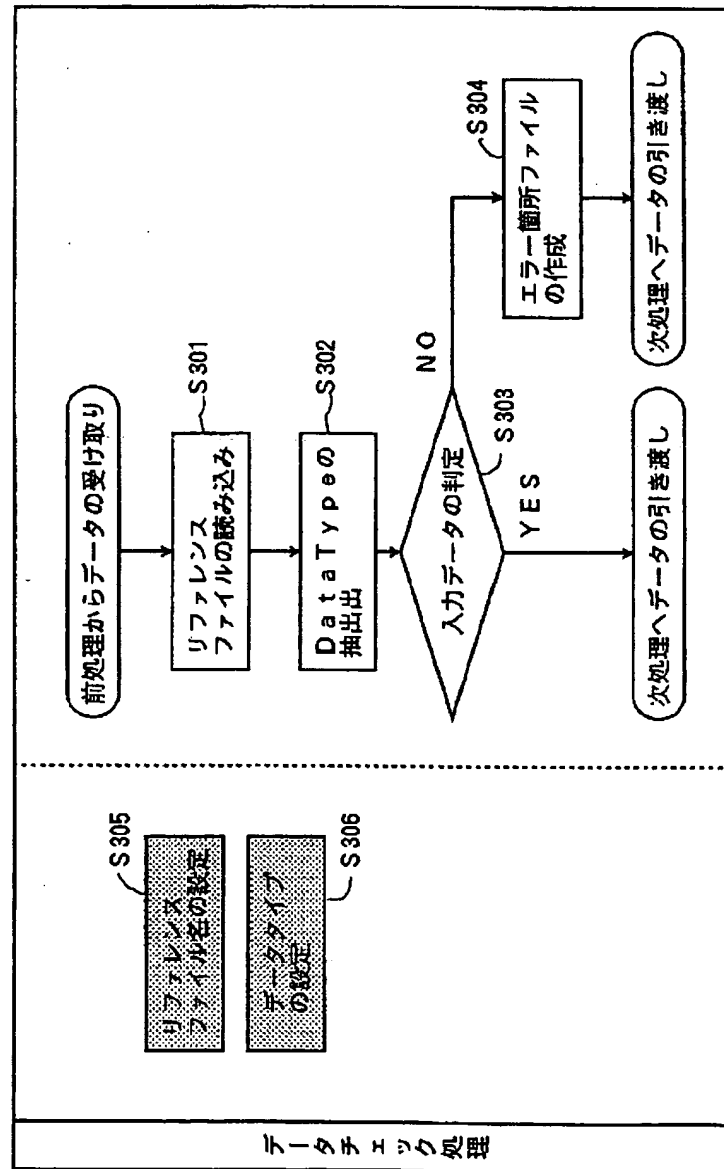 データチェック処理
リファレンス
ファイル名の設定
S305
データタイプ
の設定
S306
前処理からデータの受け取り
リファレンス
ファイルの読み込み
S301
DataTypeの
抽出出
S302
入力データの判定
S303
NO
YES
エラー箇所ファイル
の作成
S304
次処理へデータの引き渡し
次処理へデータの引き渡し